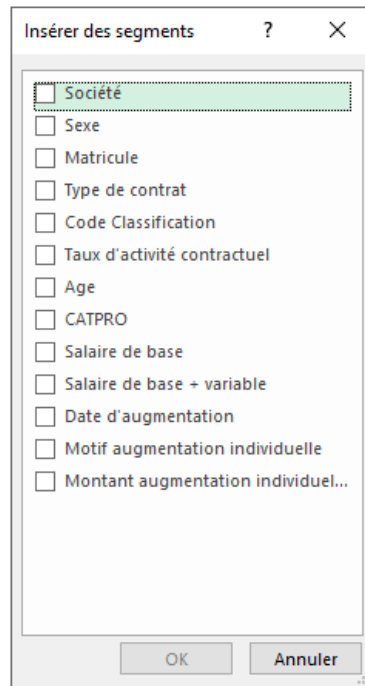 Insérer des segments ? ×
Société
Sexe
Matricule
Type de contrat
Code Classification
Taux d'activité contractuel
Age
CATPRO
Salaire de base
Salaire de base + variable
Date d'augmentation
Motif augmentation individuelle
Montant augmentation individuel...
OK Annuler